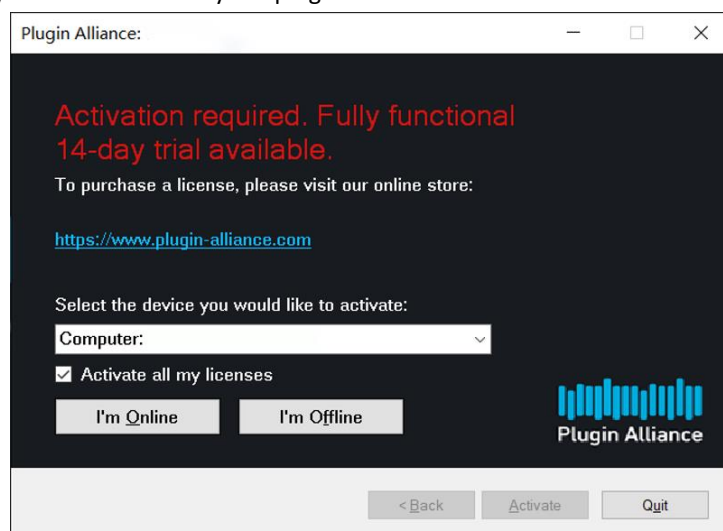 Plugin Alliance:
Activation required. Fully functional
14-day trial available.
To purchase a license, please visit our online store:
https://www.plugin-alliance.com
Select the device you would like to activate:
Computer:
Activate all my licenses
I'm Online I'm Offline
Plugin Alliance
< Back Activate Quit